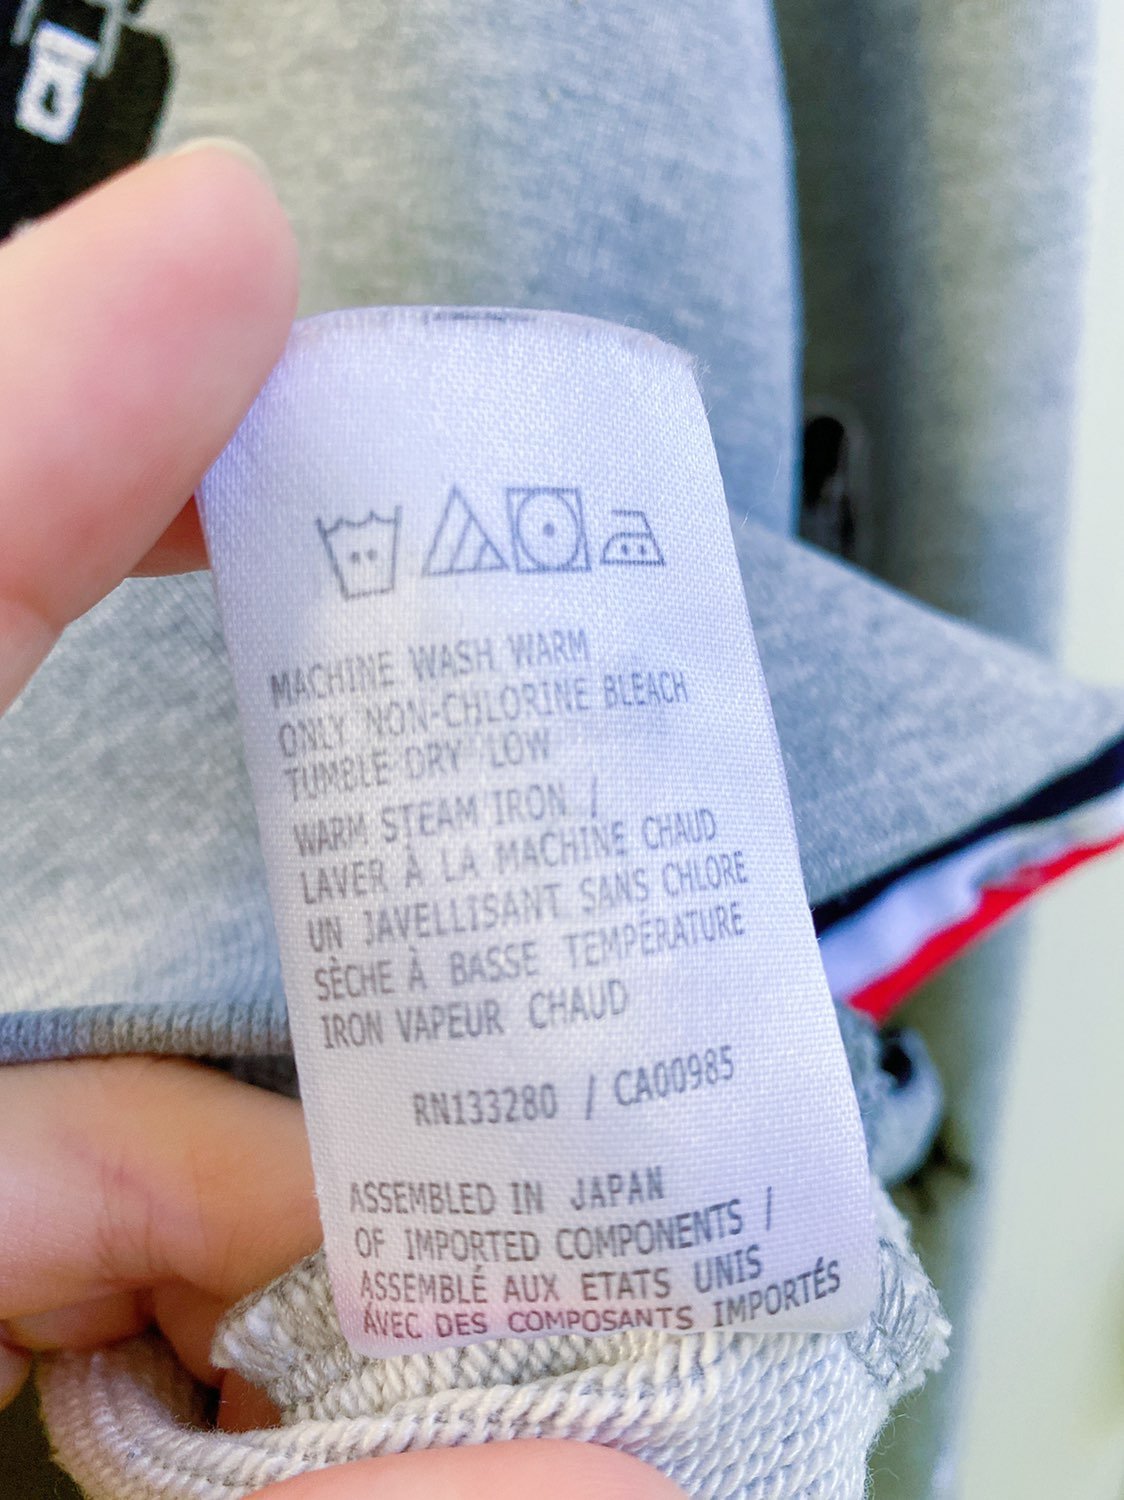 MACHINE WASH WARM
ONLY NON-CHLORINE BLEACH
TUMBLE DRY LOW
WARM STEAM IRON /
LAVER À LA MACHINE CHAUD
UN JAVELLISANT SANS CHLORE
SÈCHE À BASSE TEMPÉRATURE
IRON VAPEUR CHAUD
RN133280 / CA00985
ASSEMBLED IN JAPAN
OF IMPORTED COMPONENTS /
ASSEMBLÉ AUX ETATS UNIS
AVEC DES COMPOSANTS IMPORTÉS